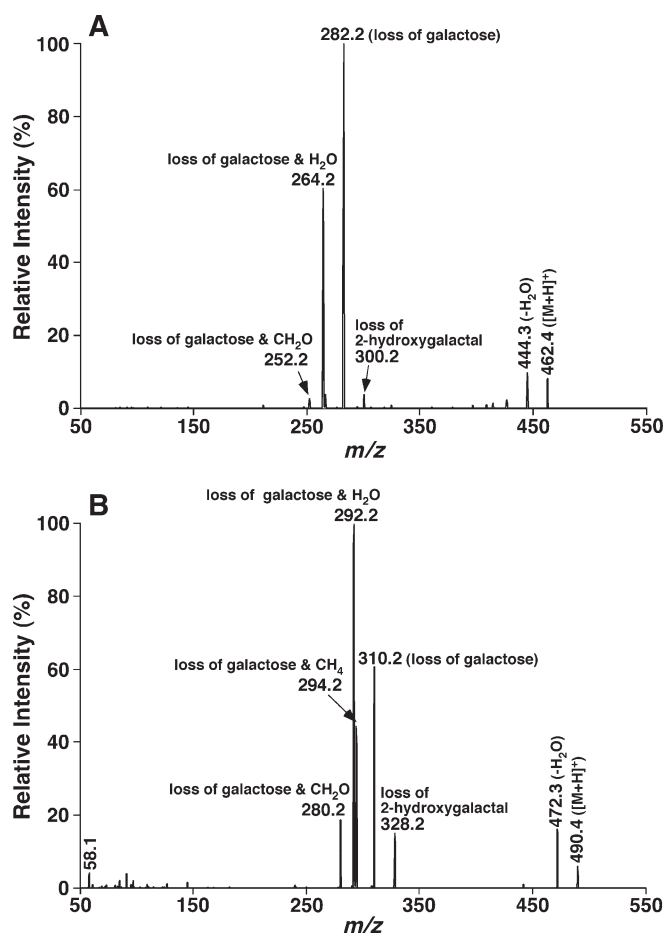 A
282.2 (loss of galactose)
100
80
60
40
20
0
Relative Intensity (%)
loss of galactose & H₂O
264.2
loss of galactose & CH₂O
252.2
loss of
2-hydroxygalactal
300.2
444.3 (-H₂O)
462.4 ([M+H]⁺)
50
150
250
350
450
550
m/z
B
loss of galactose & H₂O
292.2
100
80
60
40
20
0
Relative Intensity (%)
310.2 (loss of galactose)
loss of galactose & CH₄
294.2
loss of galactose & CH₂O
280.2
loss of
2-hydroxygalactal
328.2
58.1
472.3 (-H₂O)
490.4 ([M+H]⁺)
50
150
250
350
450
550
m/z